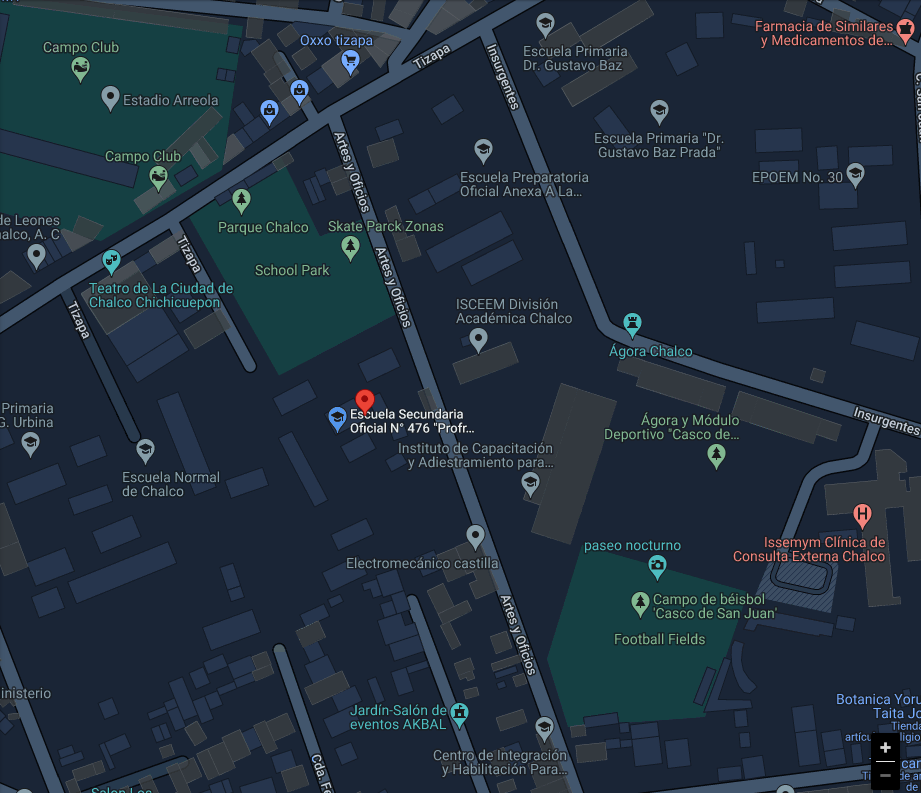 Campo Club
Oxxo tizapa
Tizapa
Escuela Primaria
Dr. Gustavo Baz
Farmacia de Similares
y Medicamentos de...
Estadio Arreola
Insurgentes
Escuela Primaria "Dr.
Gustavo Baz Prada"
Campo Club
Artes y Oficios
Escuela Preparatoria
Oficial Anexa A La...
EPOEM No. 30
de Leones
alco, A. C
Parque Chalco
Skate Parck Zonas
Tizapa
School Park
Artes y Oficios
Teatro de La Ciudad de
Chalco Chichicuepon
Tizapa
ISCEEM División
Académica Chalco
Ágora Chalco
Primaria
G. Urbina
Escuela Secundaria
Oficial N° 476 "Profr...
Ágora y Módulo
Deportivo "Casco de...
Insurgentes
Instituto de Capacitación
y Adiestramiento para...
Escuela Normal
de Chalco
Issemym Clínica de
Consulta Externa Chalco
paseo nocturno
Electromecánico castilla
Campo de béisbol
'Casco de San Juan'
Artes y Oficios
Football Fields
inisterio
Jardín-Salón de
eventos AKBAL
Botanica Yoru
Taita Jo
Tienda
Centro de Integración
y Habilitación Para...
Cda. Fe
Salon Los
+
−